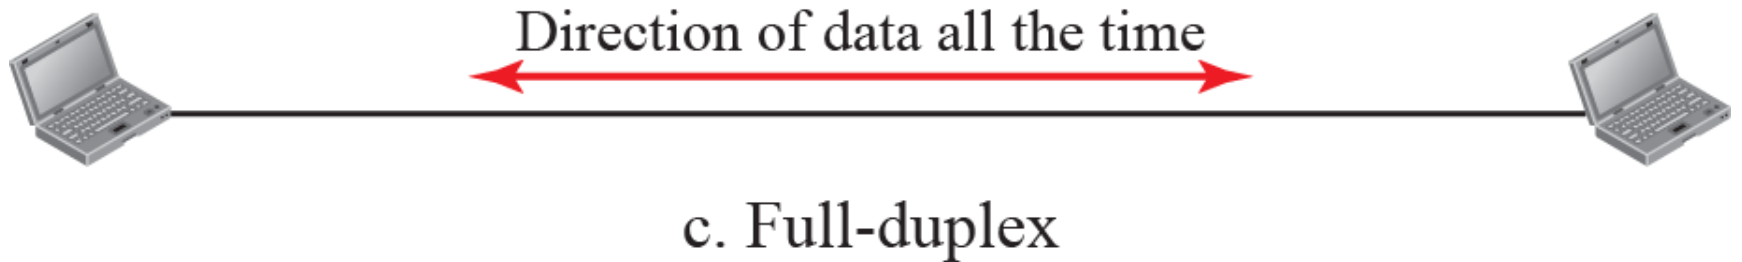 Direction of data all the time
c. Full-duplex